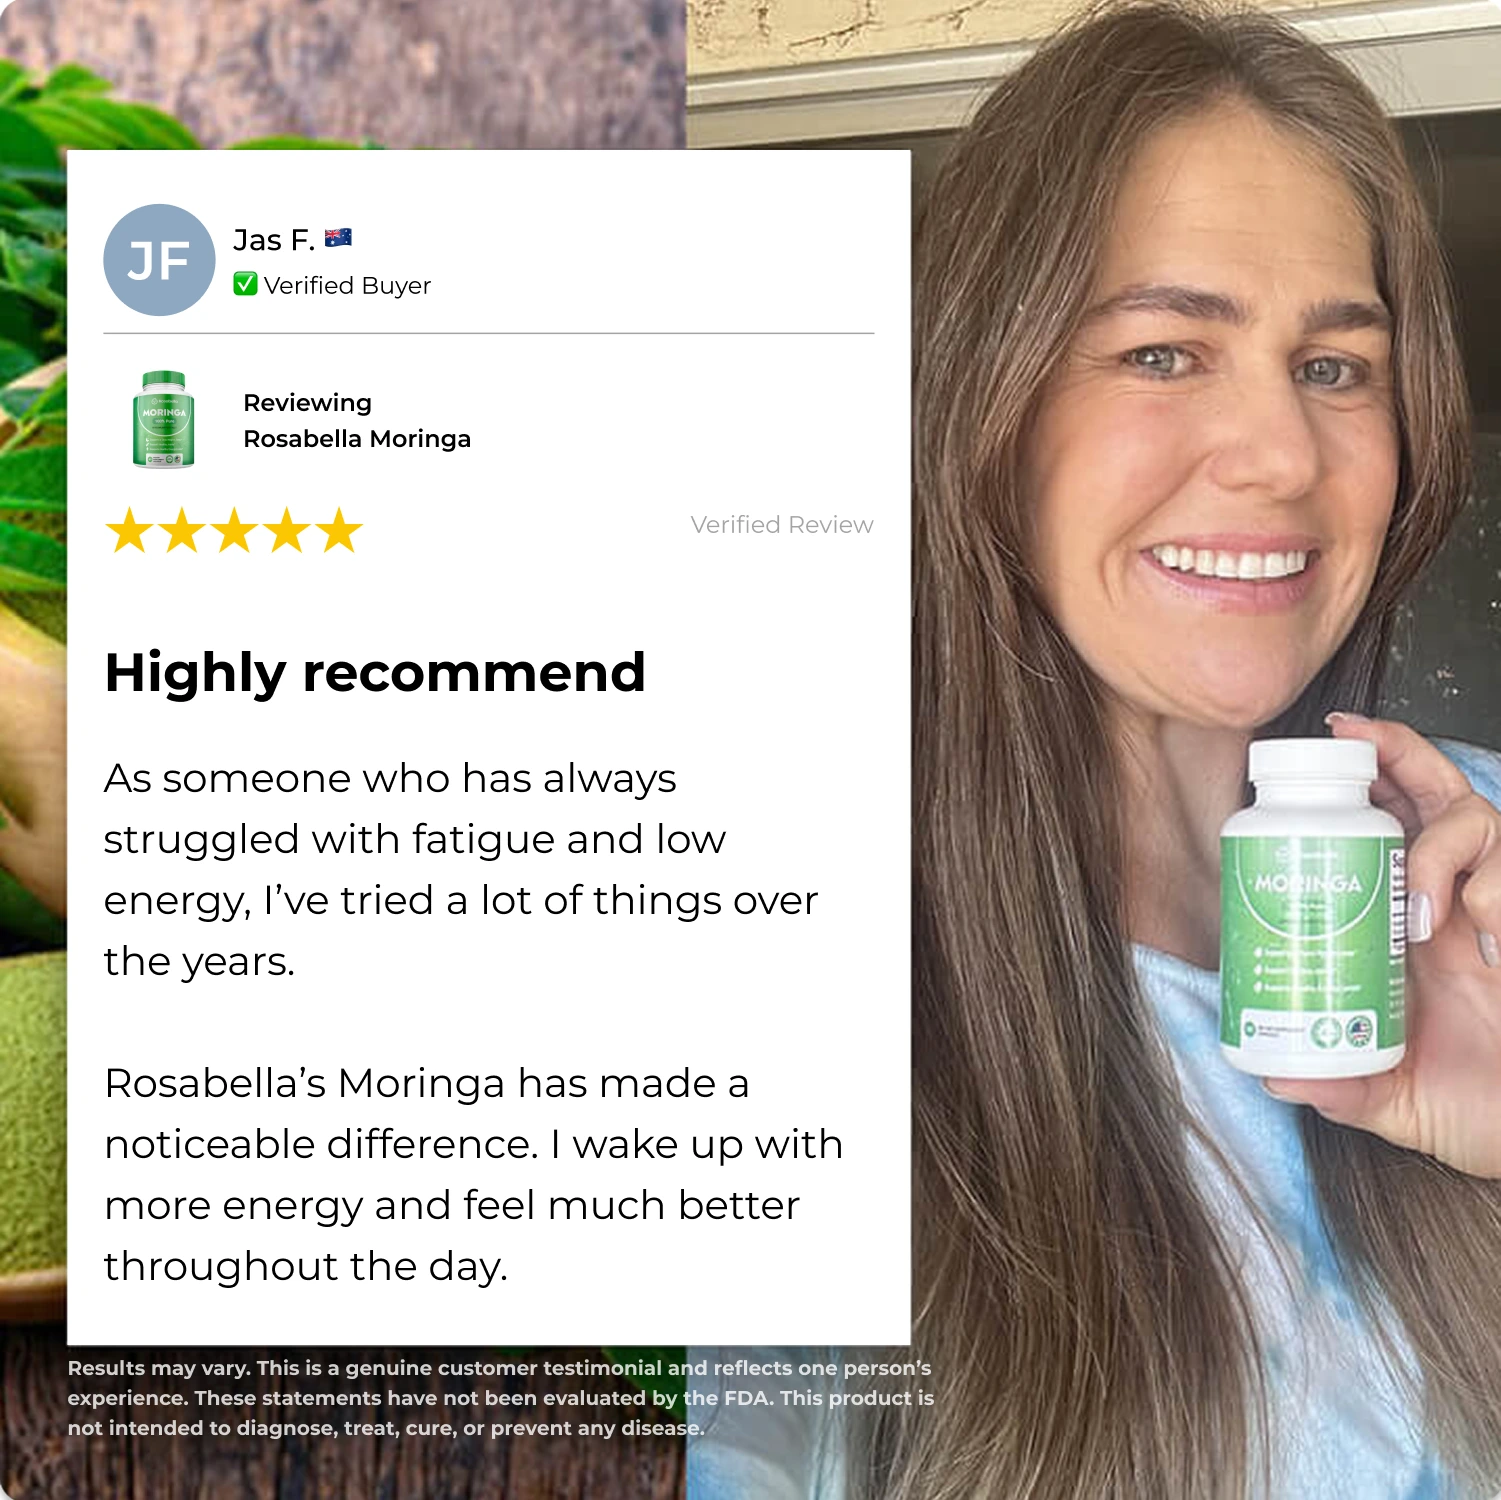 JF
Jas F.
Verified Buyer
MORINGA
Reviewing
Rosabella Moringa
Verified Review
Highly recommend
As someone who has always
struggled with fatigue and low
energy, I’ve tried a lot of things over
the years.
Rosabella’s Moringa has made a
noticeable difference. I wake up with
more energy and feel much better
throughout the day.
MORINGA
Results may vary. This is a genuine customer testimonial and reflects one person’s
experience. These statements have not been evaluated by the FDA. This product is
not intended to diagnose, treat, cure, or prevent any disease.